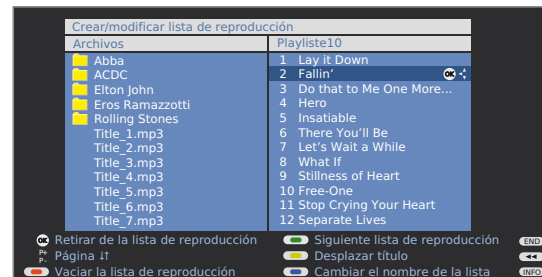 Crear/modificar lista de reproducción
Archivos
Abba
ACDC
Elton John
Eros Ramazzotti
Rolling Stones
Title_1.mp3
Title_2.mp3
Title_3.mp3
Title_4.mp3
Title_5.mp3
Title_6.mp3
Title_7.mp3
Playliste10
1 Lay it Down
2 Fallin’ OK
3 Do that to Me One More...
4 Hero
5 Insatiable
6 There You’ll Be
7 Let’s Wait a While
8 What If
9 Stillness of Heart
10 Free-One
11 Stop Crying Your Heart
12 Separate Lives
OK Retirar de la lista de reproducción
P+ P- Página ↓↑
Vaciar la lista de reproducción
Siguiente lista de reproducción END
Desplazar título
Cambiar el nombre de la lista INFO